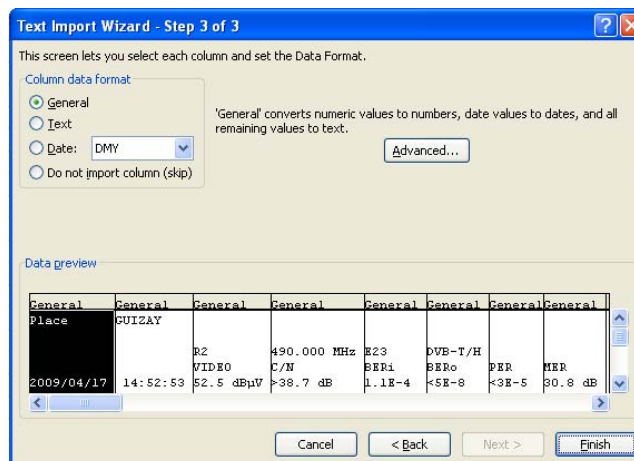 Text Import Wizard - Step 3 of 3
This screen lets you select each column and set the Data Format.
Column data format
General
Text
Date: DMY
Do not import column (skip)
'General' converts numeric values to numbers, date values to dates, and all
remaining values to text.
Advanced...
Data preview
General General General General General General General General
Place GUIZAY
R2 490.000 MHz E23 DVB-T/H
VIDEO C/N BERi BERo PER MER
2009/04/17 14:52:53 52.5 dBµV >38.7 dB 1.1E-4 <5E-8 <3E-5 30.8 dB
Cancel < Back Next > Finish